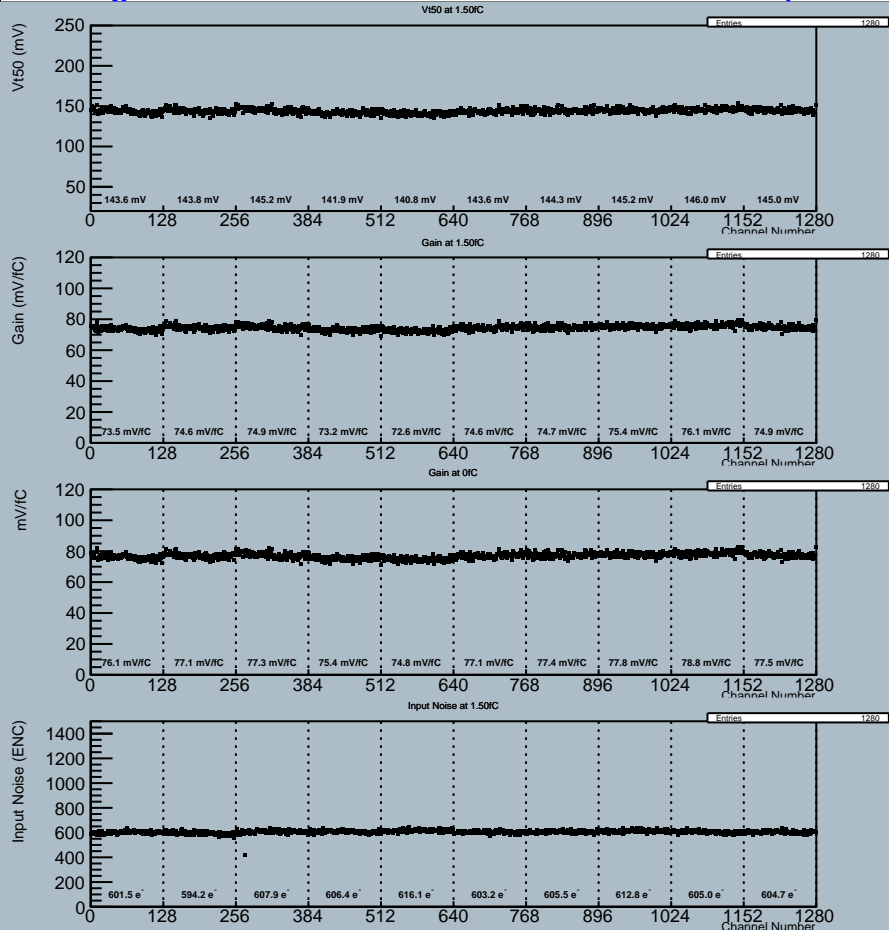 Vt50 at 1.50fC
Entries 1280
Vt50 (mV)
250
200
150
100
50
143.6 mV 143.8 mV 145.2 mV 141.9 mV 140.8 mV 143.6 mV 144.3 mV 145.2 mV 146.0 mV 145.0 mV
0 128 256 384 512 640 768 896 1024 1152 1280
Channel Number
Gain at 1.50fC
Entries 1280
Gain (mV/fC)
120
100
80
60
40
20
0
73.5 mV/fC 74.6 mV/fC 74.9 mV/fC 73.2 mV/fC 72.6 mV/fC 74.6 mV/fC 74.7 mV/fC 75.4 mV/fC 76.1 mV/fC 74.9 mV/fC
0 128 256 384 512 640 768 896 1024 1152 1280
Channel Number
Gain at 0fC
Entries 1280
mV/fC
120
100
80
60
40
20
0
76.1 mV/fC 77.1 mV/fC 77.3 mV/fC 75.4 mV/fC 74.8 mV/fC 77.1 mV/fC 77.4 mV/fC 77.8 mV/fC 78.8 mV/fC 77.5 mV/fC
0 128 256 384 512 640 768 896 1024 1152 1280
Channel Number
Input Noise at 1.50fC
Entries 1280
Input Noise (ENC)
1400
1200
1000
800
600
400
200
0
601.5 e⁻ 594.2 e⁻ 607.9 e⁻ 606.4 e⁻ 616.1 e⁻ 603.2 e⁻ 605.5 e⁻ 612.8 e⁻ 605.0 e⁻ 604.7 e⁻
0 128 256 384 512 640 768 896 1024 1152 1280
Channel Number